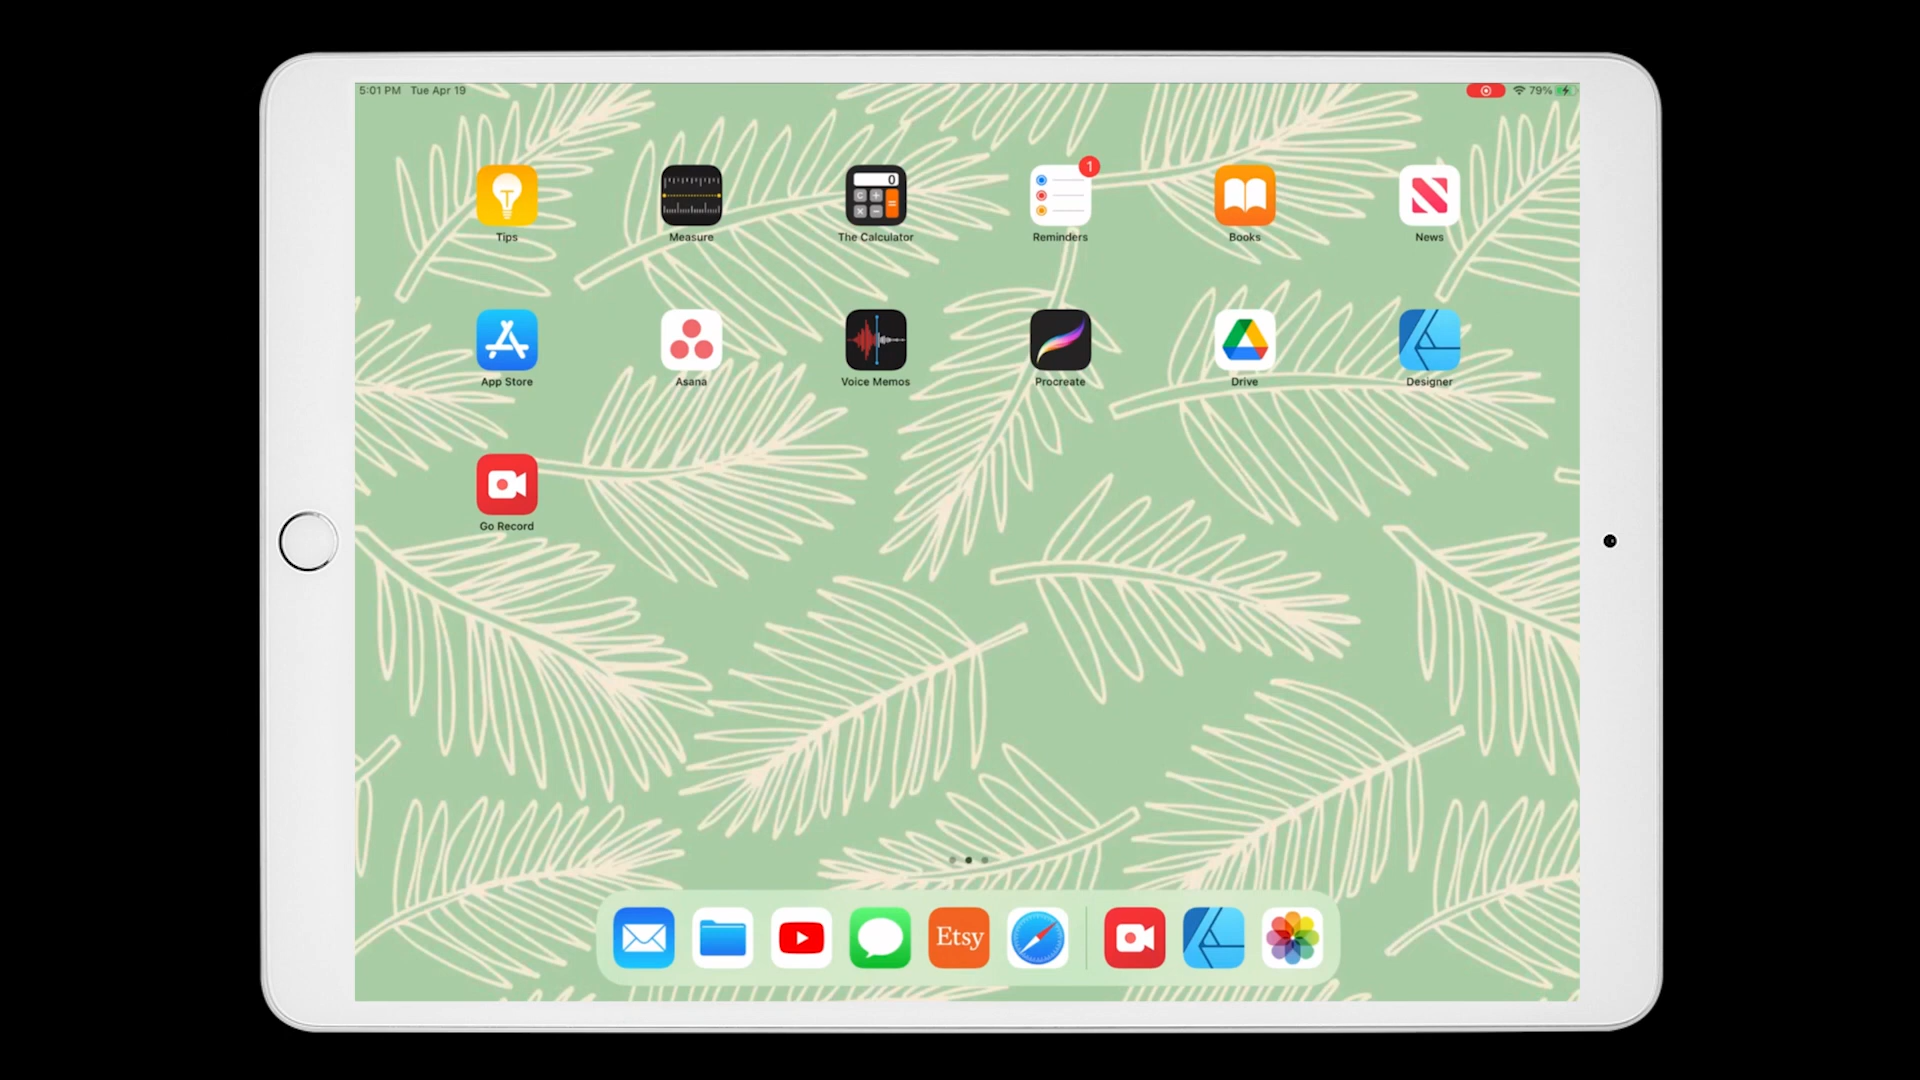 5:01 PM Tue Apr 19
79%
1
0
Tips
Measure
The Calculator
Reminders
Books
News
App Store
Asana
Voice Memos
Procreate
Drive
Designer
Go Record
Etsy